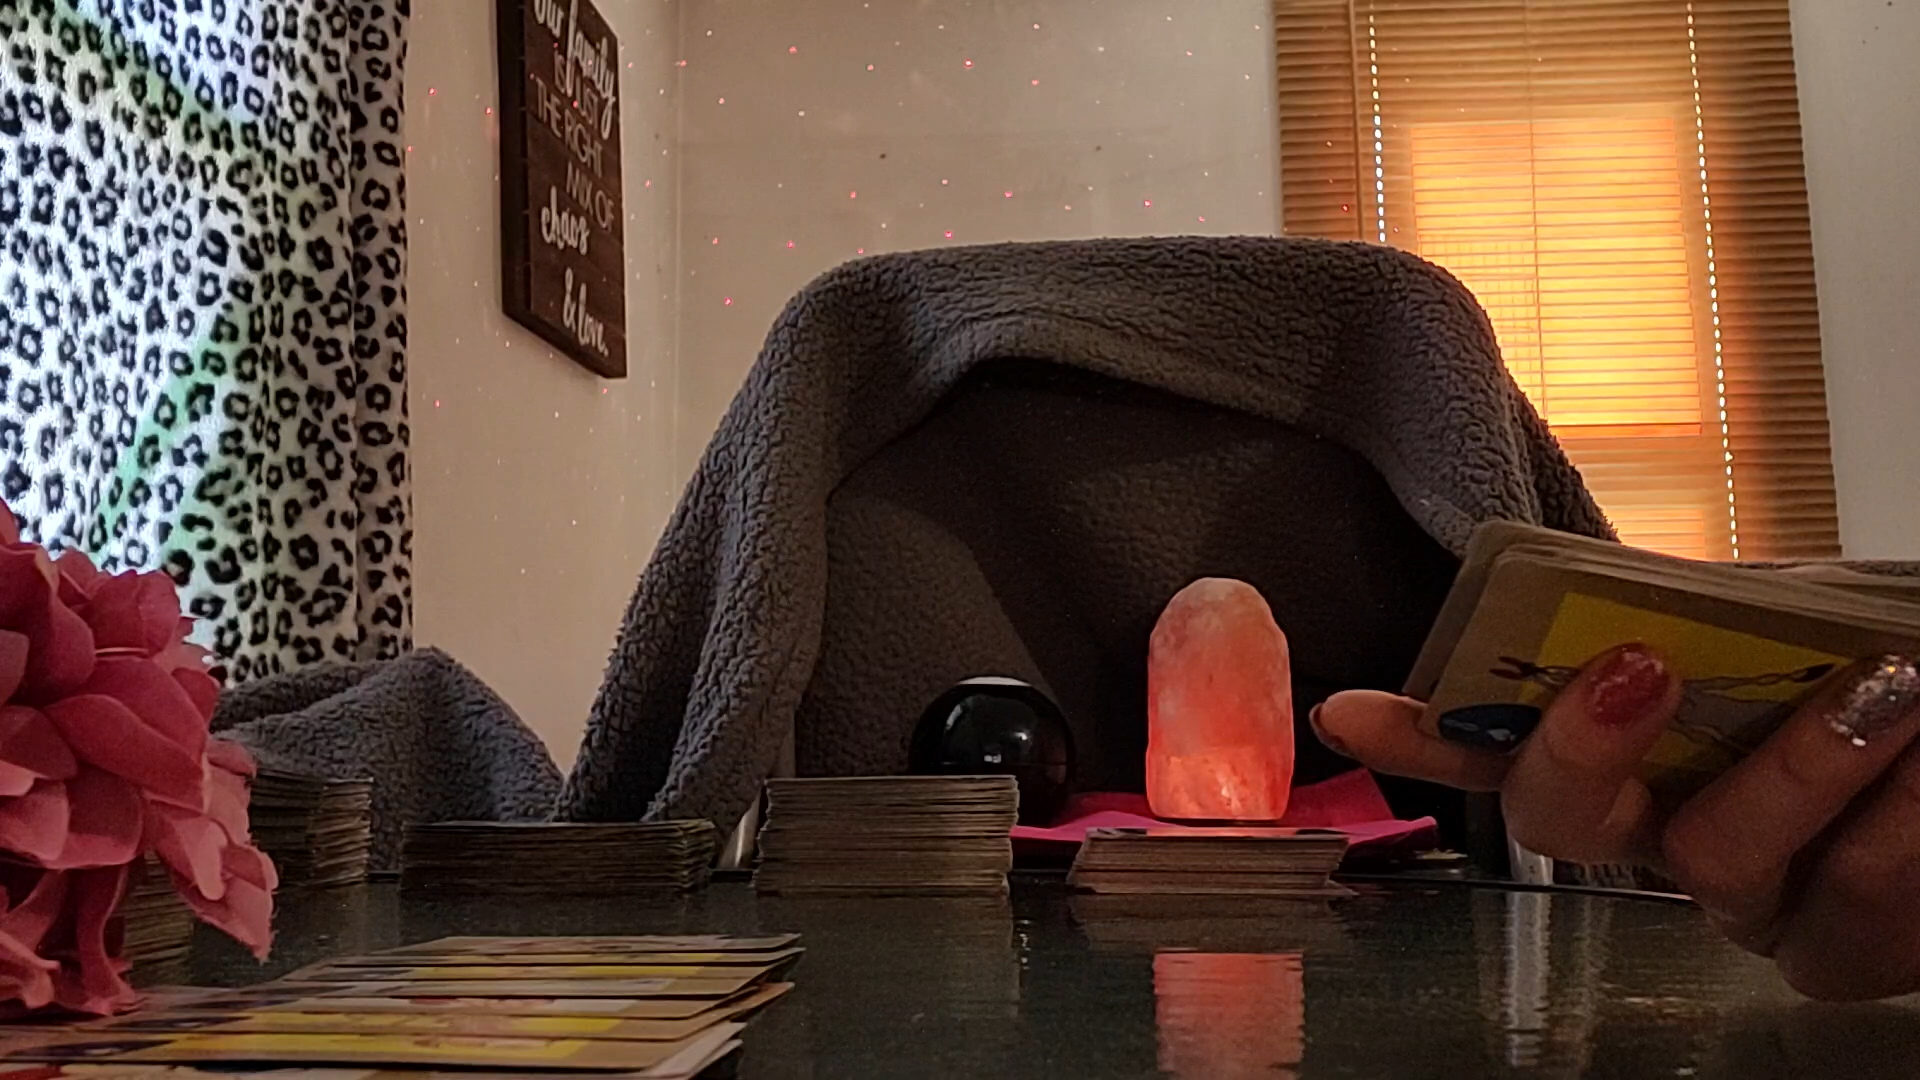 our family
IS JUST
THE RIGHT
MIX OF
chaos
& love.